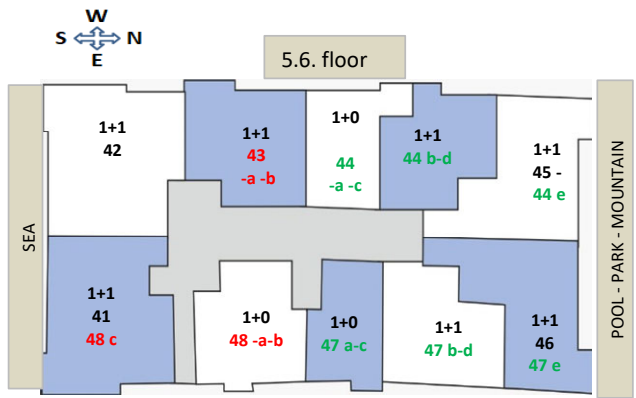 W
S N
E
5.6. floor
SEA
1+1
42
1+1
43
-a -b
1+0
44
-a -c
1+1
44 b-d
1+1
45 -
44 e
1+1
41
48 c
1+0
48 -a-b
1+0
47 a-c
1+1
47 b-d
1+1
46
47 e
POOL - PARK - MOUNTAIN